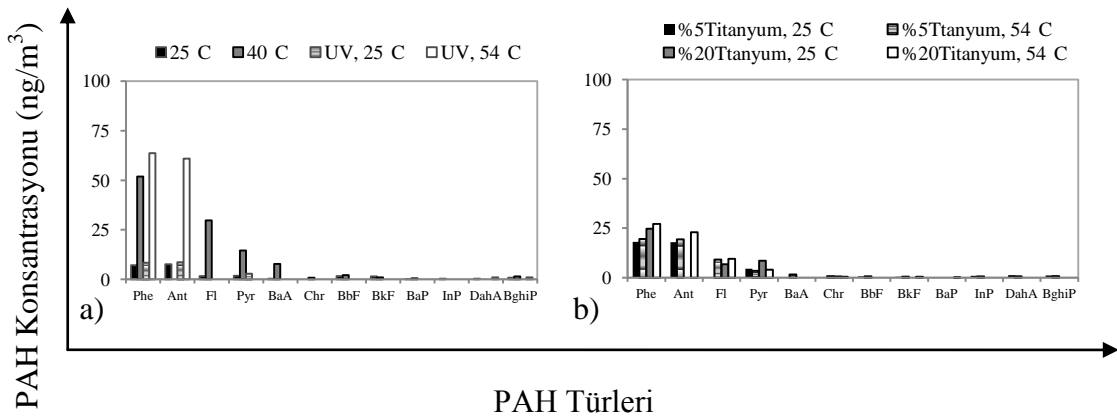 PAH Konsantrasyonu (ng/m³)
25 C 40 C UV, 25 C UV, 54 C
100
75
50
25
0
Phe Ant Fl Pyr BaA Chr BbF BkF BaP InP DahA BghiP
a)
%5Titanyum, 25 C %5Ttanyum, 54 C
%20Ttanyum, 25 C %20Titanyum, 54 C
100
75
50
25
0
Phe Ant Fl Pyr BaA Chr BbF BkF BaP InP DahA BghiP
b)
PAH Türleri